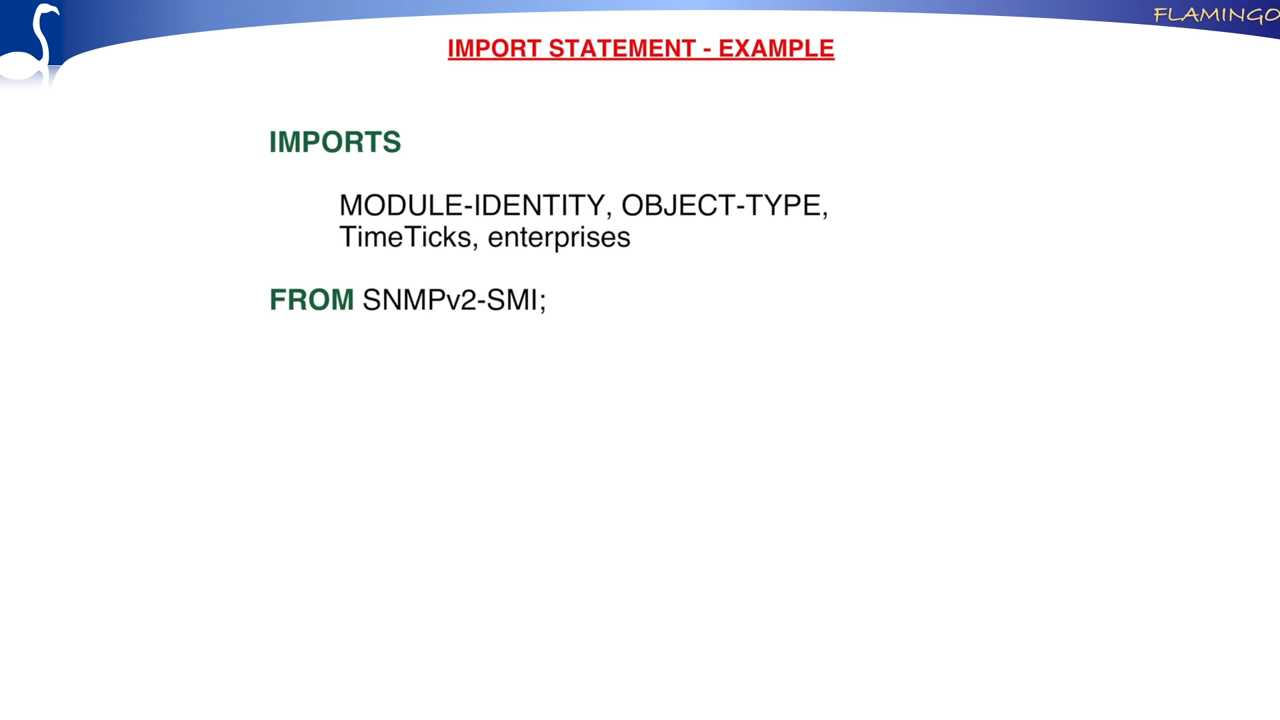 FLAMINGO
IMPORT STATEMENT - EXAMPLE
IMPORTS
MODULE-IDENTITY, OBJECT-TYPE,
TimeTicks, enterprises
FROM SNMPv2-SMI;